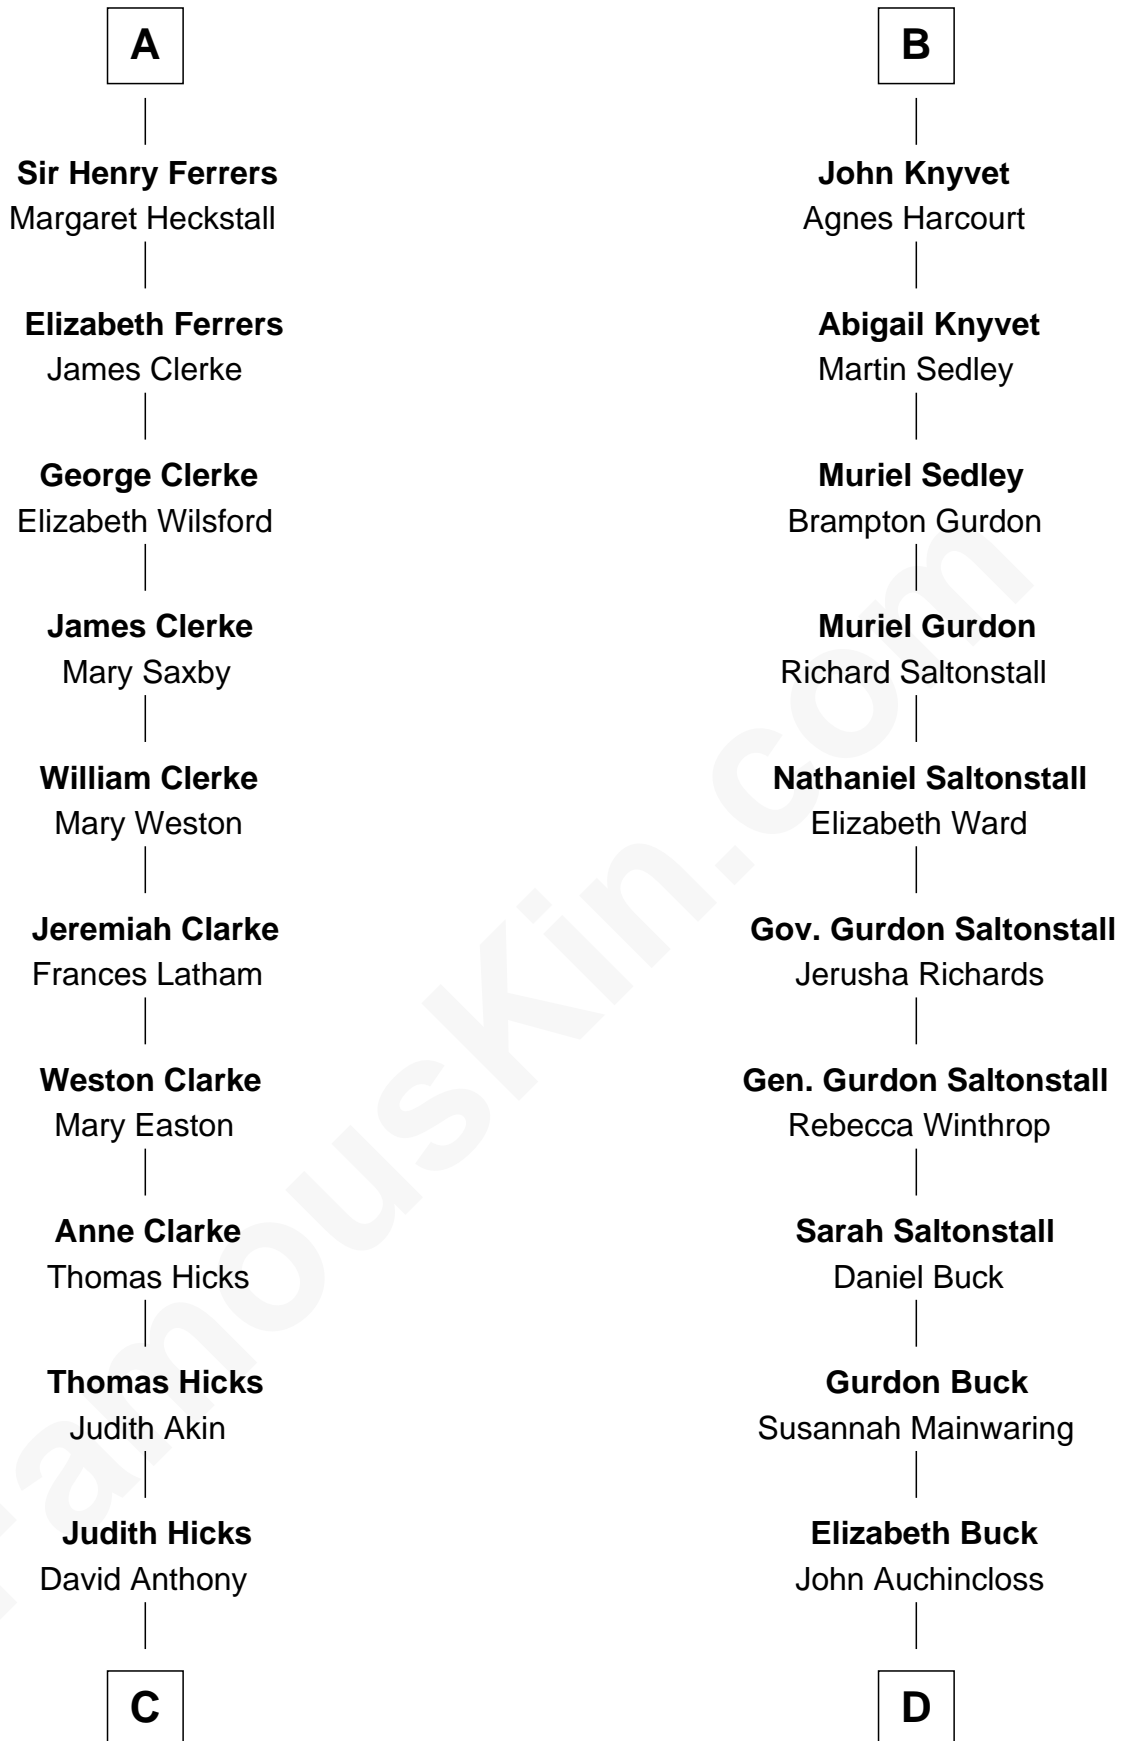 A
Sir Henry Ferrers
Margaret Heckstall
Elizabeth Ferrers
James Clerke
George Clerke
Elizabeth Wilsford
James Clerke
Mary Saxby
William Clerke
Mary Weston
Jeremiah Clarke
Frances Latham
Weston Clarke
Mary Easton
Anne Clarke
Thomas Hicks
Thomas Hicks
Judith Akin
Judith Hicks
David Anthony
C
B
John Knyvet
Agnes Harcourt
Abigail Knyvet
Martin Sedley
Muriel Sedley
Brampton Gurdon
Muriel Gurdon
Richard Saltonstall
Nathaniel Saltonstall
Elizabeth Ward
Gov. Gurdon Saltonstall
Jerusha Richards
Gen. Gurdon Saltonstall
Rebecca Winthrop
Sarah Saltonstall
Daniel Buck
Gurdon Buck
Susannah Mainwaring
Elizabeth Buck
John Auchincloss
D
FamousKin.com